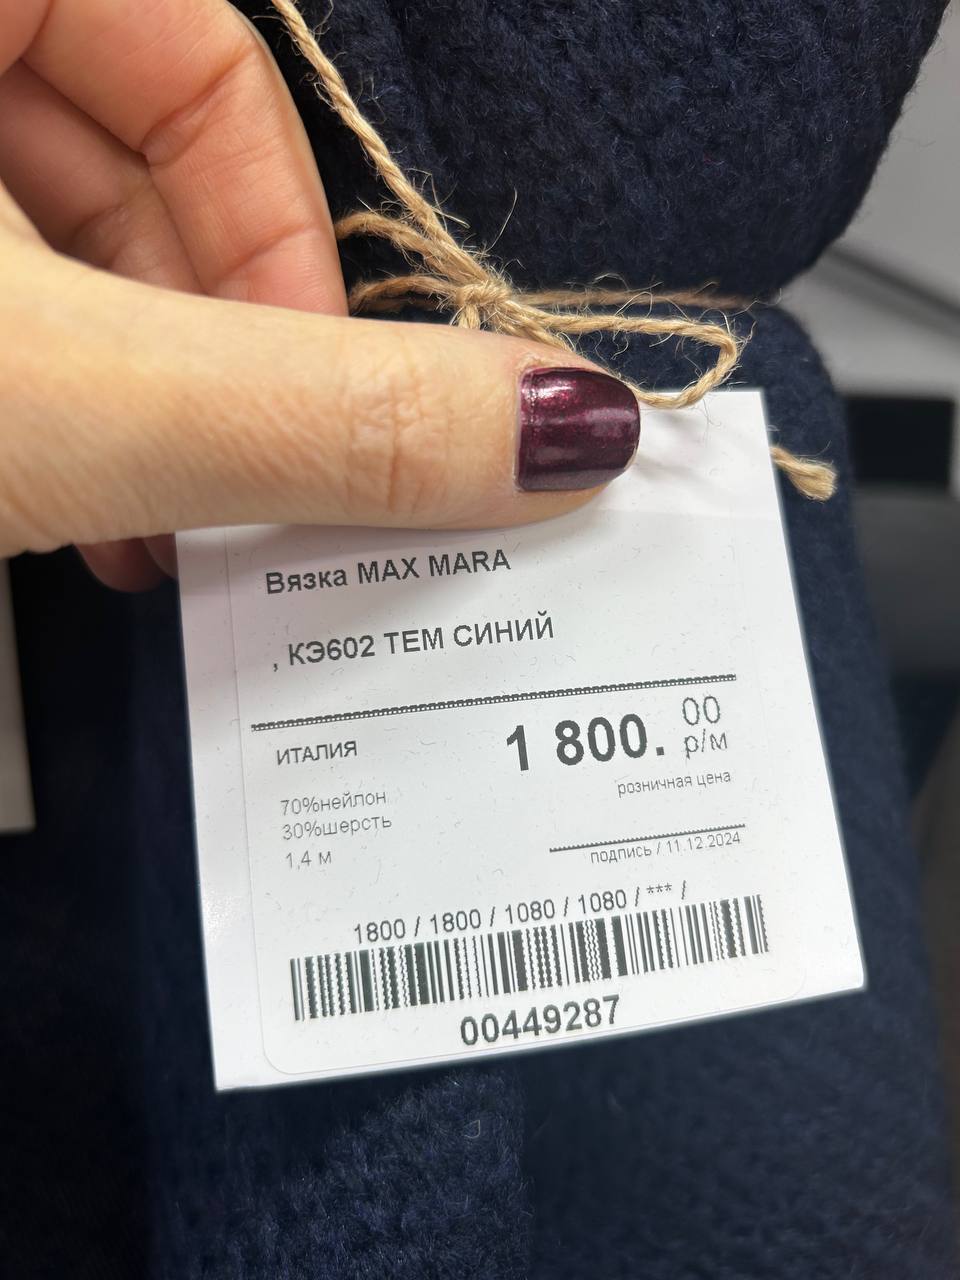 Вязка MAX MARA
, КЭ602 ТЕМ СИНИЙ
ИТАЛИЯ
1 800. 00 р/м
розничная цена
70%нейлон
30%шерсть
1,4 м
подпись / 11.12.2024
1800 / 1800 / 1080 / 1080 / *** /
00449287